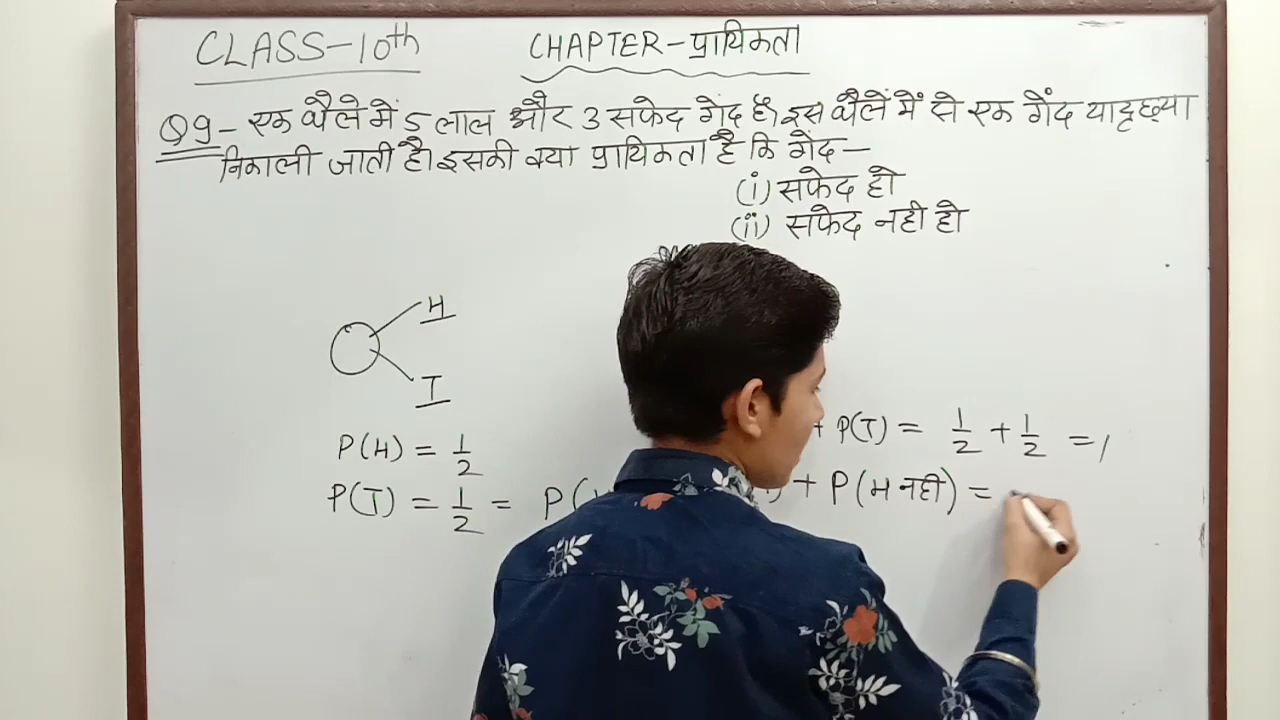 CLASS-10th
CHAPTER-प्रायिकता
Q9- एक थैले में 5 लाल और 3 सफेद गेंद है। इस थैलें में से एक गेंद यादृच्छया
निकाली जाती है। इसकी क्या प्रायिकता है कि गेंद—
(i) सफेद हो
(ii) सफेद नही हो
H
T
P(H) = 1/2
+ P(T) = 1/2 + 1/2 = 1
P(T) = 1/2 = P( ) + P(H नही) =